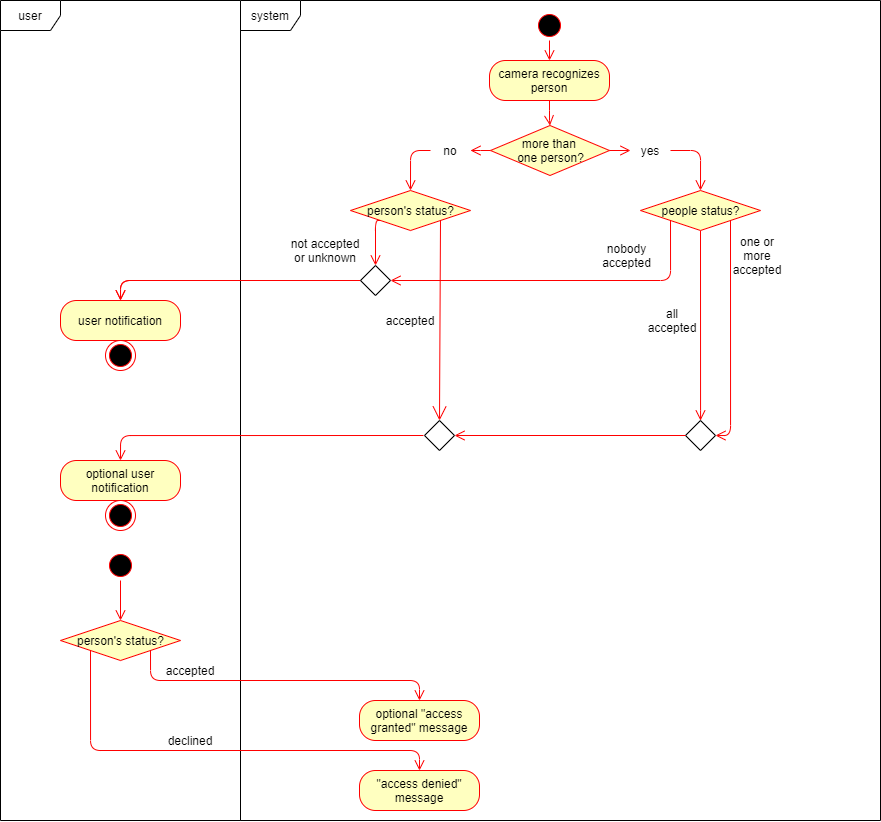 user
system
camera recognizes
person
more than
one person?
no
yes
person's status?
people status?
not accepted
or unknown
nobody
accepted
one or
more
accepted
user notification
accepted
all
accepted
optional user
notification
person's status?
accepted
optional "access
granted" message
declined
"access denied"
message